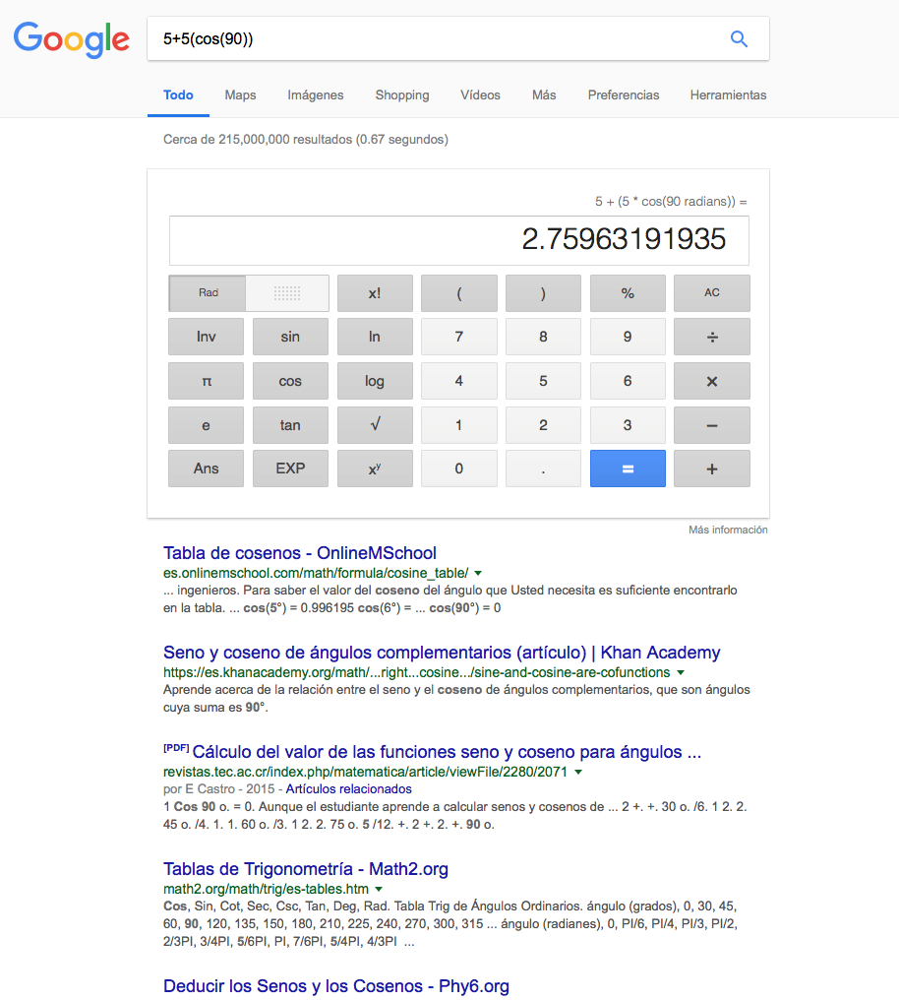 Google
5+5(cos(90))
Todo Maps Imágenes Shopping Vídeos Más Preferencias Herramientas
Cerca de 215,000,000 resultados (0.67 segundos)
5 + (5 * cos(90 radians)) =
2.75963191935
Rad x! ( ) % AC
Inv sin ln 7 8 9 ÷
π cos log 4 5 6 ×
e tan √ 1 2 3 −
Ans EXP xʸ 0 . = +
Más información
Tabla de cosenos - OnlineMSchool
es.onlinemschool.com/math/formula/cosine_table/
... ingenieros. Para saber el valor del coseno del ángulo que Usted necesita es suficiente encontrarlo
en la tabla. ... cos(5°) = 0.996195 cos(6°) = ... cos(90°) = 0
Seno y coseno de ángulos complementarios (artículo) | Khan Academy
https://es.khanacademy.org/math/...right...cosine.../sine-and-cosine-are-cofunctions
Aprende acerca de la relación entre el seno y el coseno de ángulos complementarios, que son ángulos
cuya suma es 90°.
[PDF] Cálculo del valor de las funciones seno y coseno para ángulos ...
revistas.tec.ac.cr/index.php/matematica/article/viewFile/2280/2071
por E Castro - 2015 - Artículos relacionados
1 Cos 90 o. = 0. Aunque el estudiante aprende a calcular senos y cosenos de ... 2 +. +. 30 o. /6. 1 2. 2.
45 o. /4. 1. 1. 60 o. /3. 1 2. 2. 75 o. 5 /12. +. 2 +. 2. +. 90 o.
Tablas de Trigonometría - Math2.org
math2.org/math/trig/es-tables.htm
Cos, Sin, Cot, Sec, Csc, Tan, Deg, Rad. Tabla Trig de Ángulos Ordinarios. ángulo (grados), 0, 30, 45,
60, 90, 120, 135, 150, 180, 210, 225, 240, 270, 300, 315 ... ángulo (radianes), 0, PI/6, PI/4, PI/3, PI/2,
2/3PI, 3/4PI, 5/6PI, PI, 7/6PI, 5/4PI, 4/3PI ...
Deducir los Senos y los Cosenos - Phy6.org